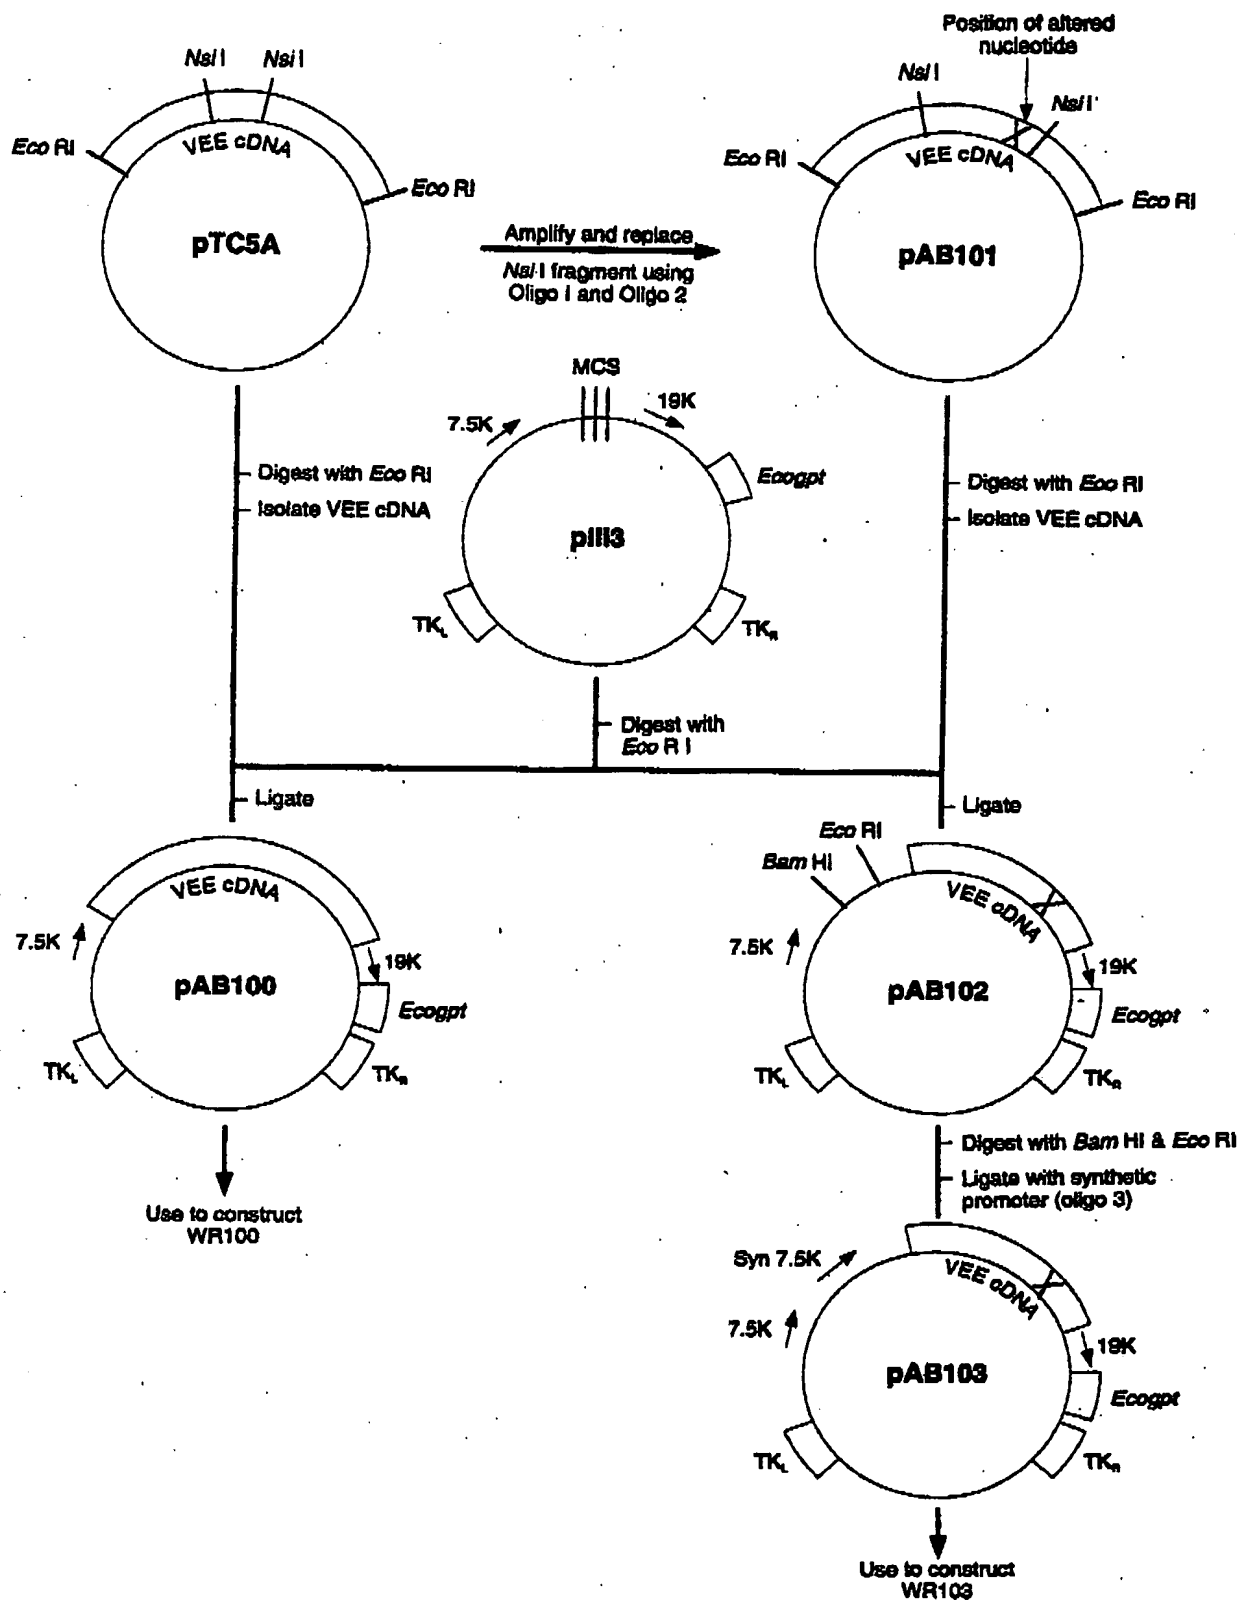 Position of altered
nucleotide
Nsi I
Nsi I
Nsi I
Nsi I
Eco RI
VEE cDNA
Eco RI
pTC5A
Amplify and replace
Nsi I fragment using
Oligo I and Oligo 2
Eco RI
VEE cDNA
Eco RI
pAB101
MCS
7.5K
19K
Ecogpt
pIII3
TKL
TKR
Digest with Eco RI
Isolate VEE cDNA
Digest with Eco RI
Isolate VEE cDNA
Digest with
Eco R I
Ligate
Ligate
VEE cDNA
7.5K
19K
pAB100
Ecogpt
TKL
TKR
Use to construct
WR100
Eco RI
Bam HI
VEE cDNA
7.5K
19K
pAB102
Ecogpt
TKL
TKR
Digest with Bam HI & Eco RI
Ligate with synthetic
promoter (oligo 3)
Syn 7.5K
VEE cDNA
7.5K
19K
pAB103
Ecogpt
TKL
TKR
Use to construct
WR103